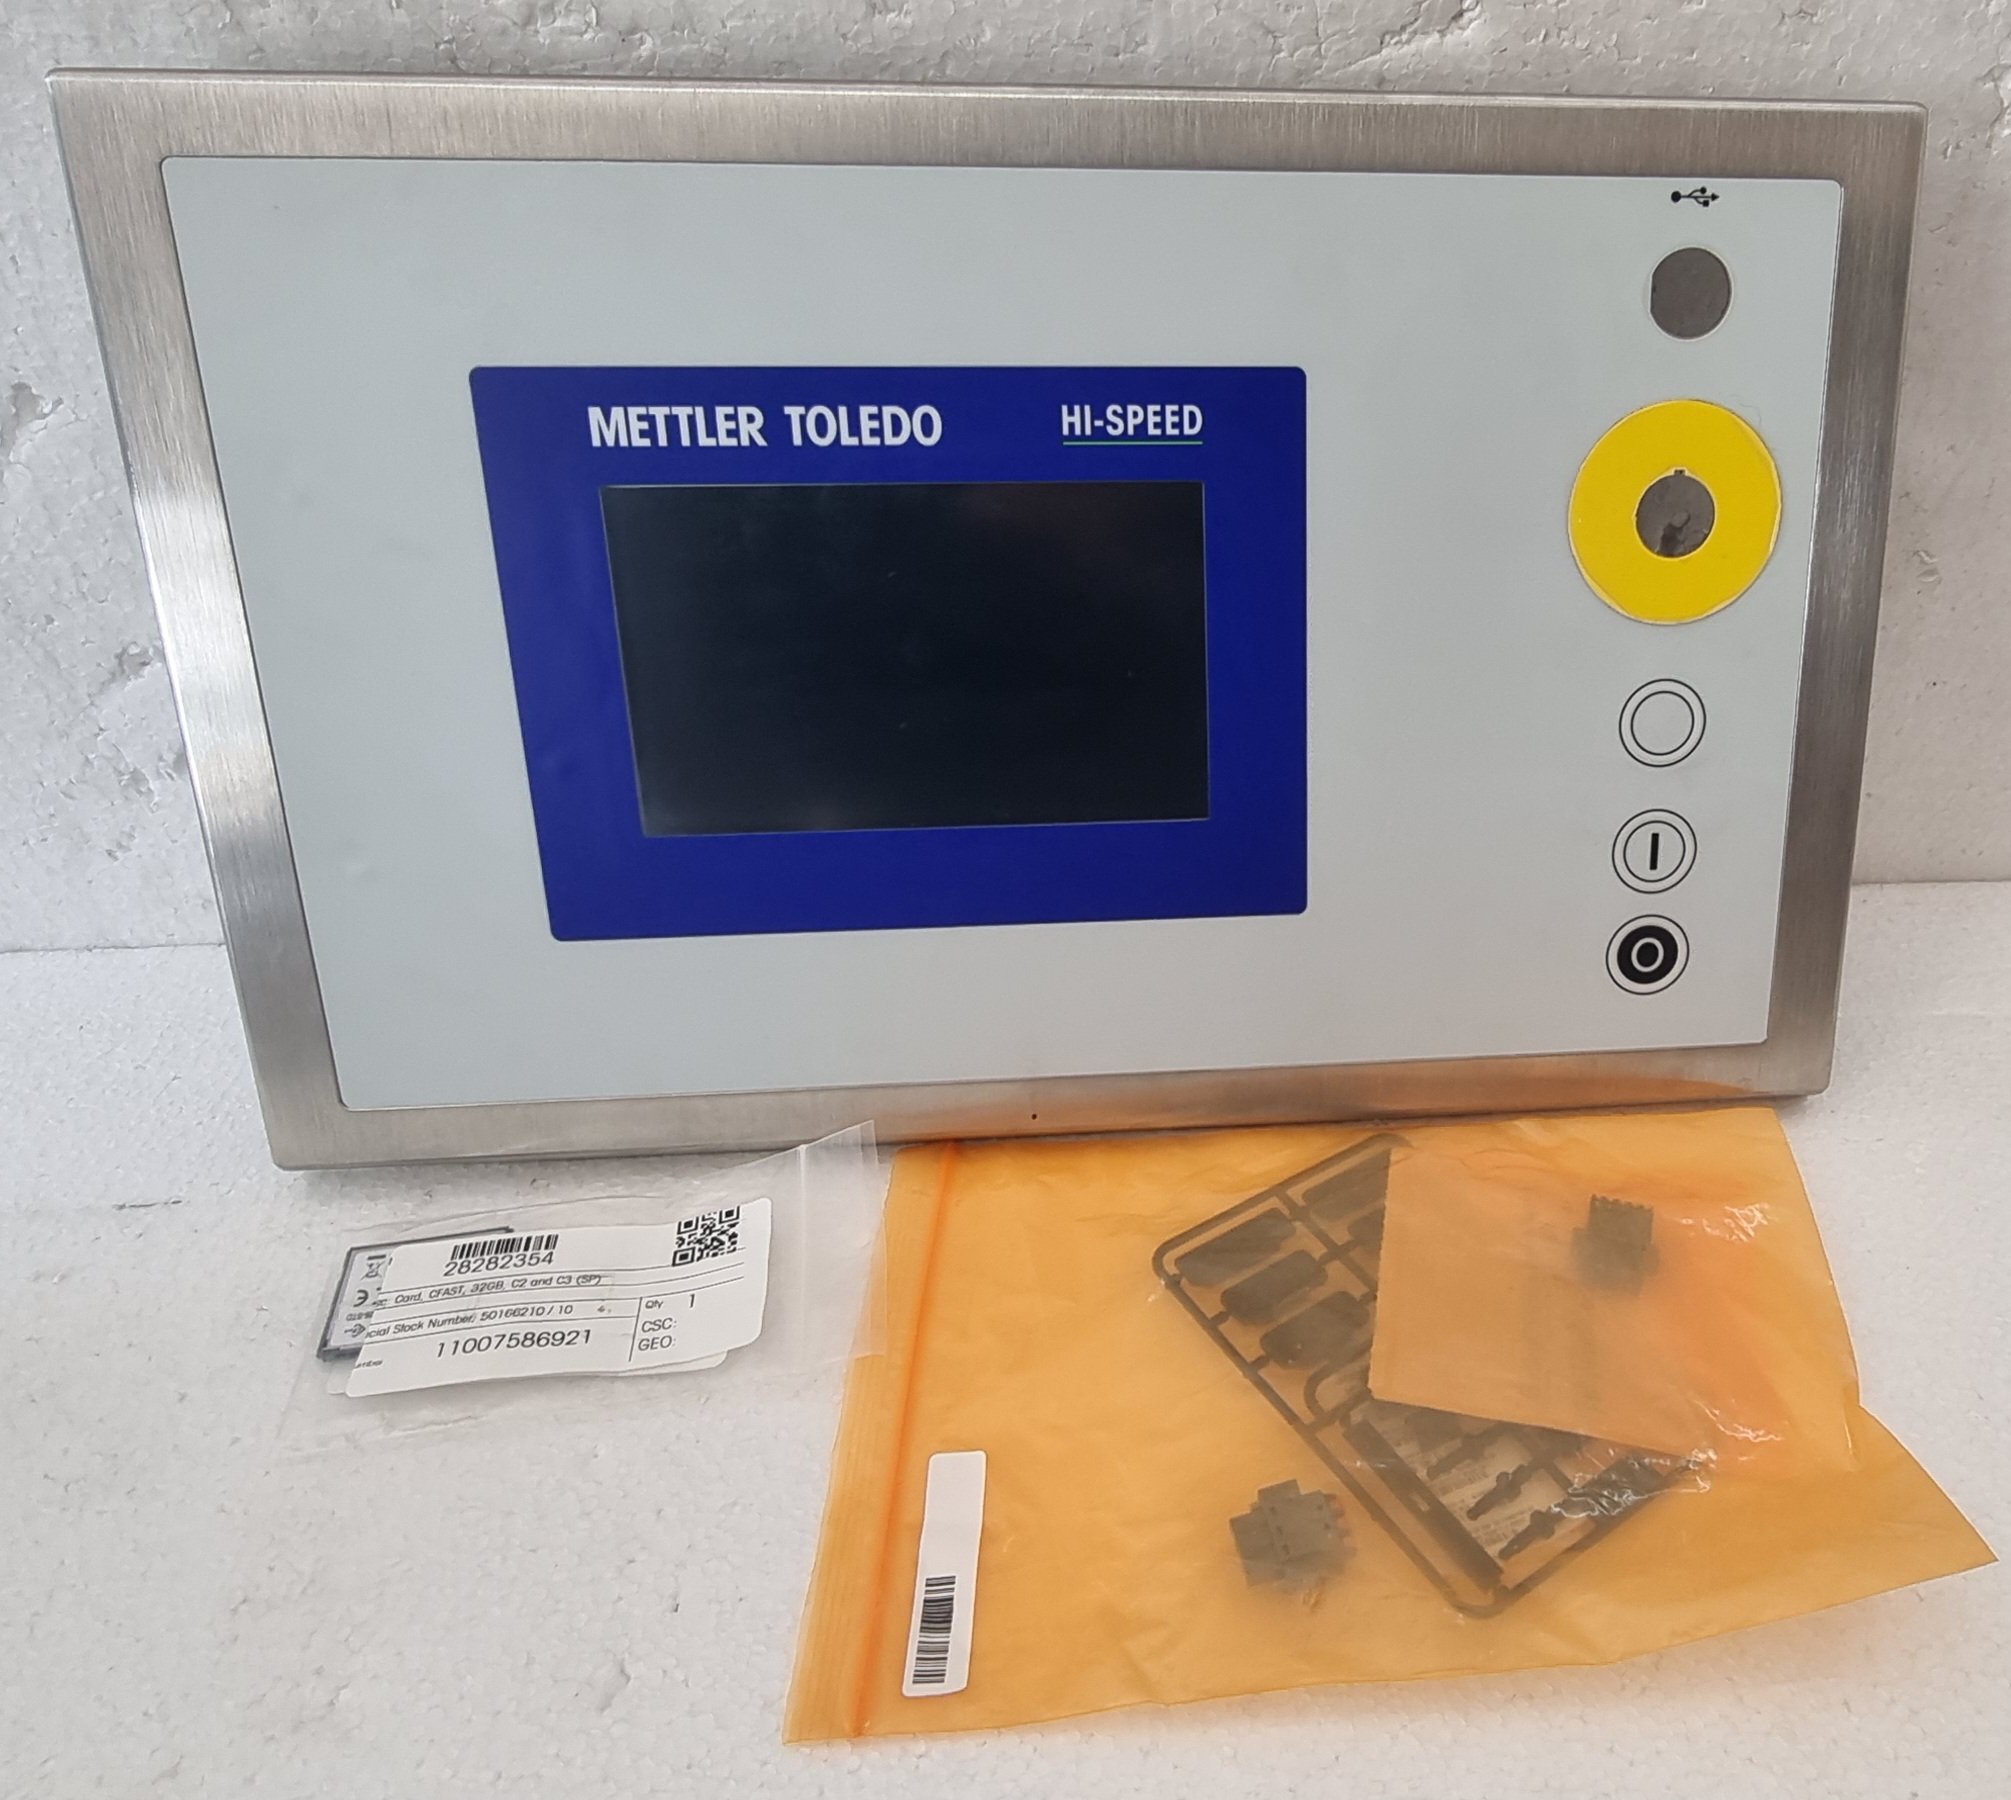 METTLER TOLEDO HI-SPEED
28282354
Card, CFAST, 32GB, C2 and C3 (SP)
Stock Number: 50166210 / 10
Qty 1
11007586921
CSC:
GEO: